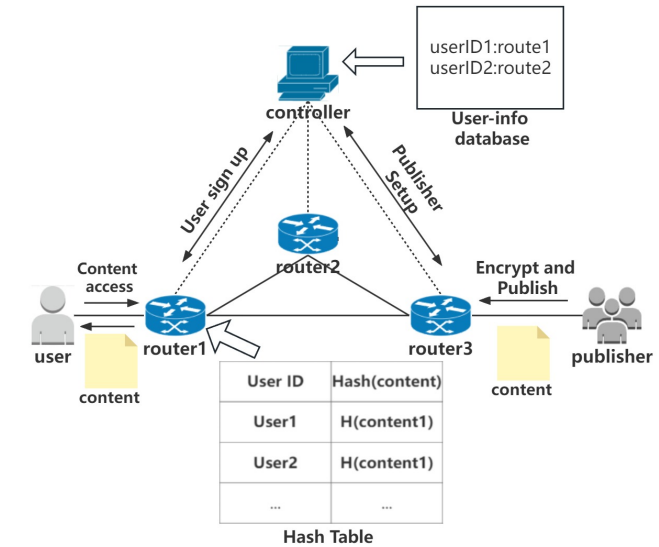 userID1:route1
userID2:route2
User-info
database
controller
User sign up
Publisher
Setup
router2
Content
access
Encrypt and
Publish
user
router1
router3
publisher
content
content
User ID
Hash(content)
User1
H(content1)
User2
H(content1)
...
...
Hash Table